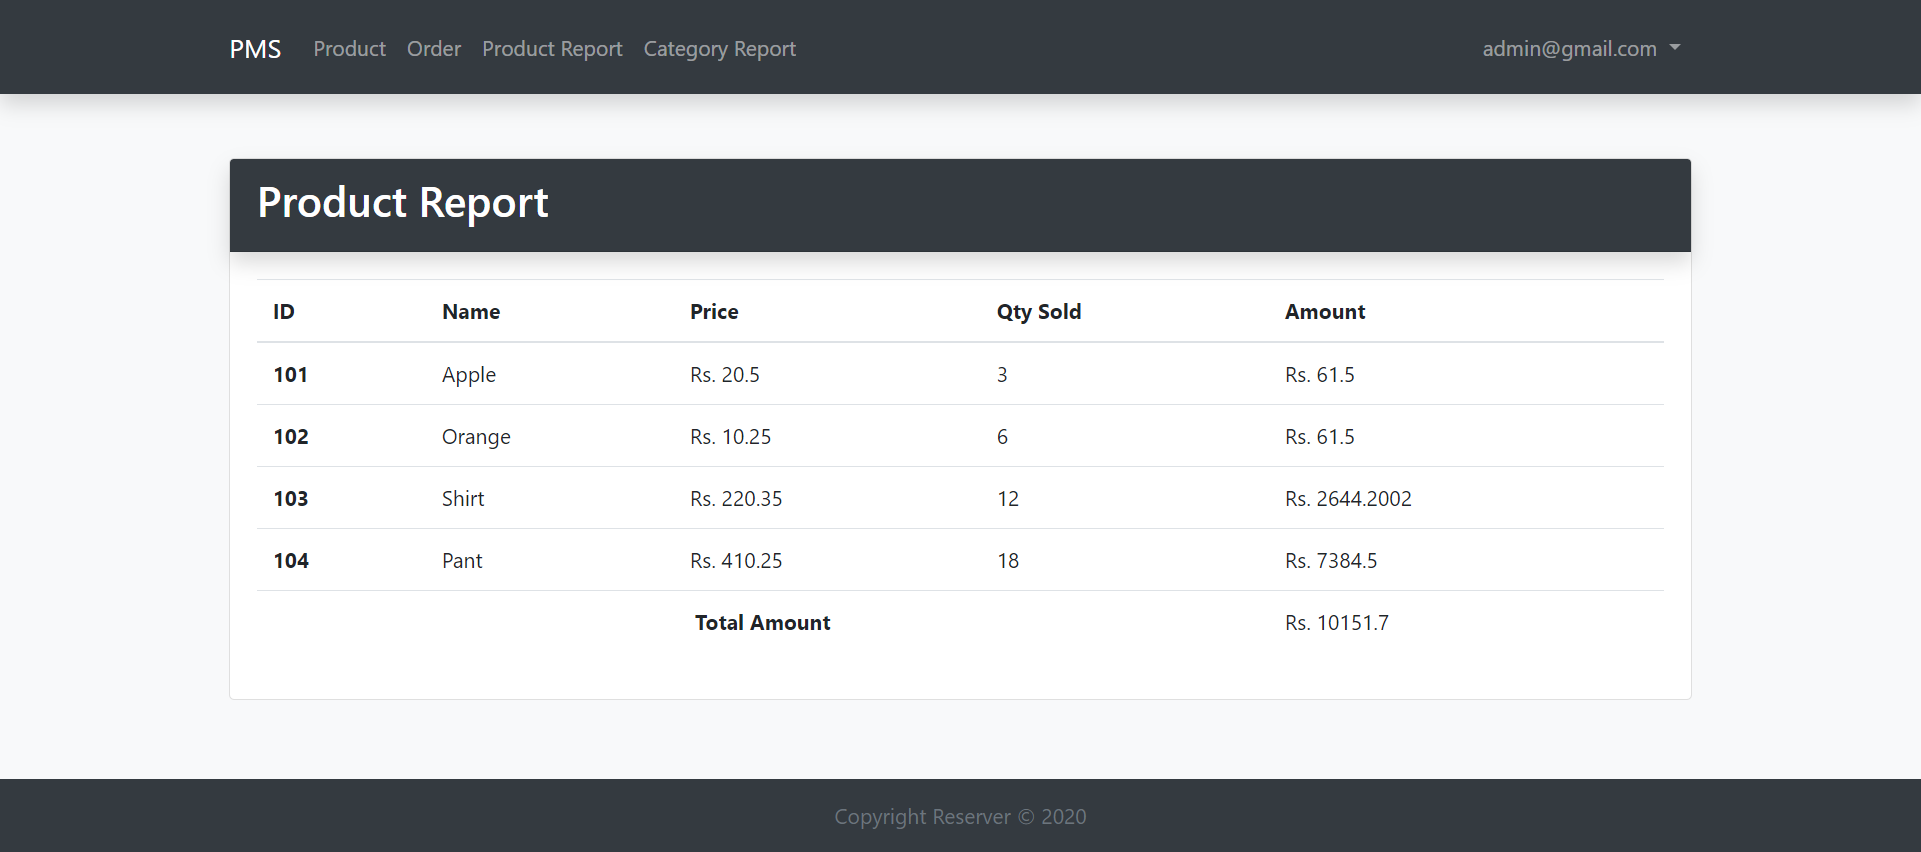 PMS Product Order Product Report Category Report admin@gmail.com
Product Report
ID Name Price Qty Sold Amount
101 Apple Rs. 20.5 3 Rs. 61.5
102 Orange Rs. 10.25 6 Rs. 61.5
103 Shirt Rs. 220.35 12 Rs. 2644.2002
104 Pant Rs. 410.25 18 Rs. 7384.5
Total Amount Rs. 10151.7
Copyright Reserver © 2020